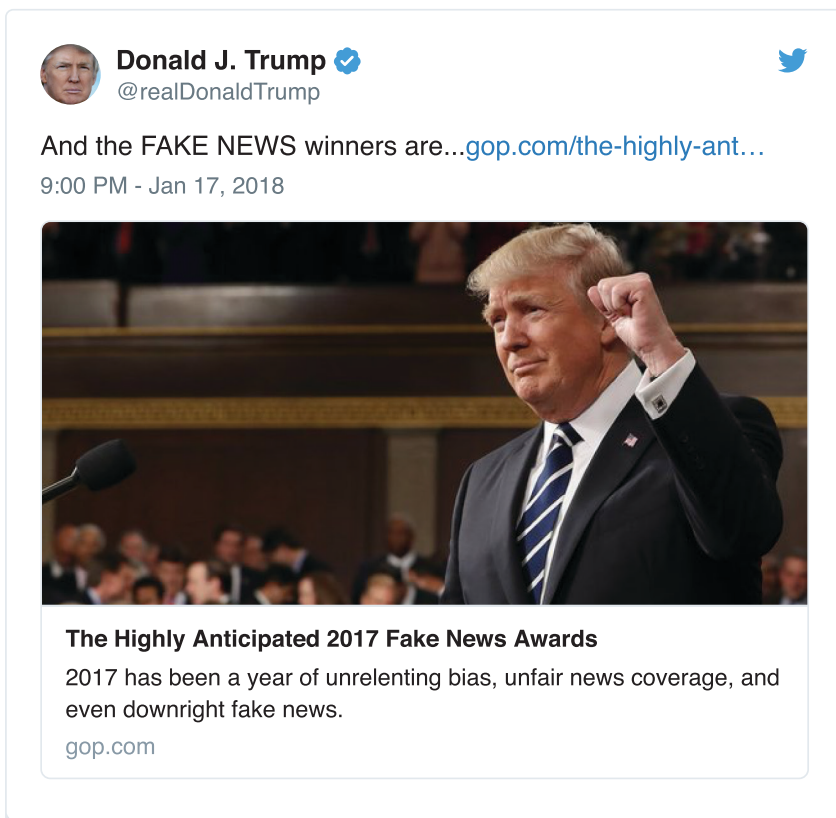 Donald J. Trump
@realDonaldTrump
And the FAKE NEWS winners are...gop.com/the-highly-ant…
9:00 PM - Jan 17, 2018
The Highly Anticipated 2017 Fake News Awards
2017 has been a year of unrelenting bias, unfair news coverage, and
even downright fake news.
gop.com